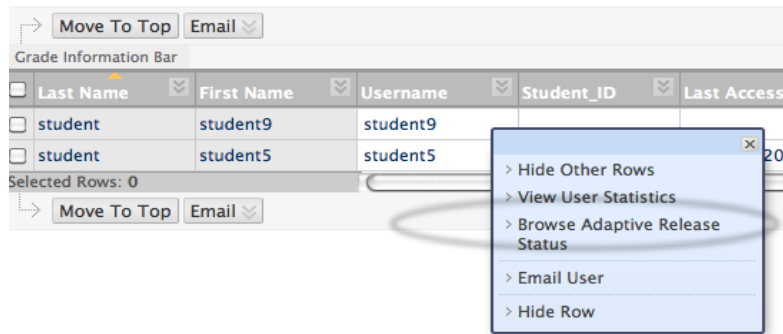 Move To Top Email
Grade Information Bar
Last Name First Name Username Student_ID Last Access
student student9 student9
student student5 student5 20
Selected Rows: 0
Move To Top Email
> Hide Other Rows
> View User Statistics
> Browse Adaptive Release
Status
> Email User
> Hide Row